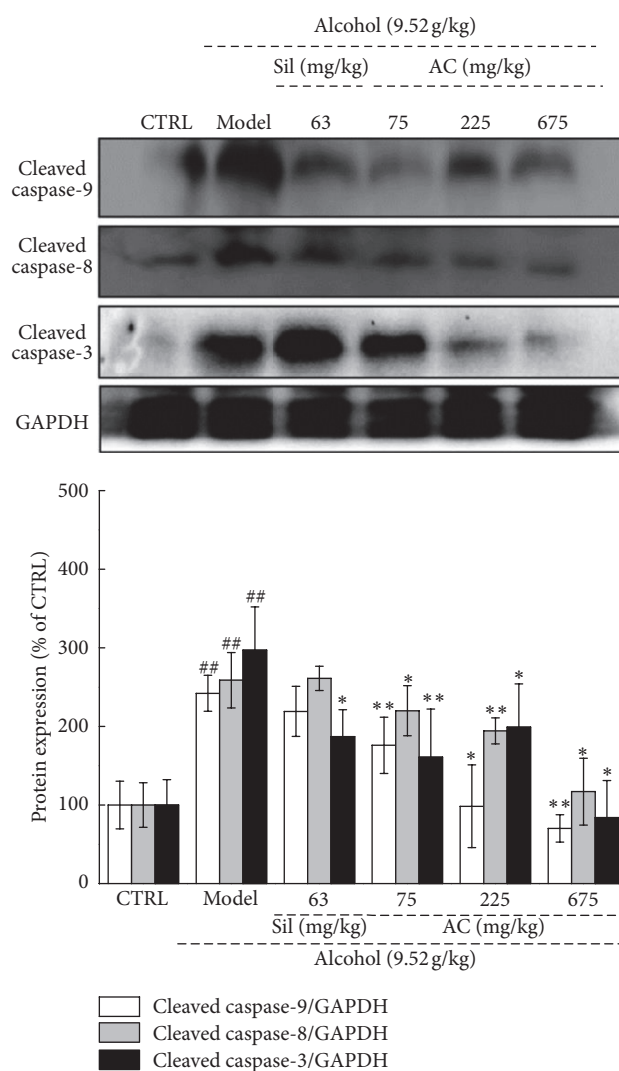 Alcohol (9.52 g/kg)
Sil (mg/kg) AC (mg/kg)
CTRL Model 63 75 225 675
Cleaved
caspase-9
Cleaved
caspase-8
Cleaved
caspase-3
GAPDH
500
400
300
200
100
0
Protein expression (% of CTRL)
## ## ##
*
** * **
* ** *
** * *
CTRL Model 63 75 225 675
Sil (mg/kg) AC (mg/kg)
Alcohol (9.52 g/kg)
Cleaved caspase-9/GAPDH
Cleaved caspase-8/GAPDH
Cleaved caspase-3/GAPDH